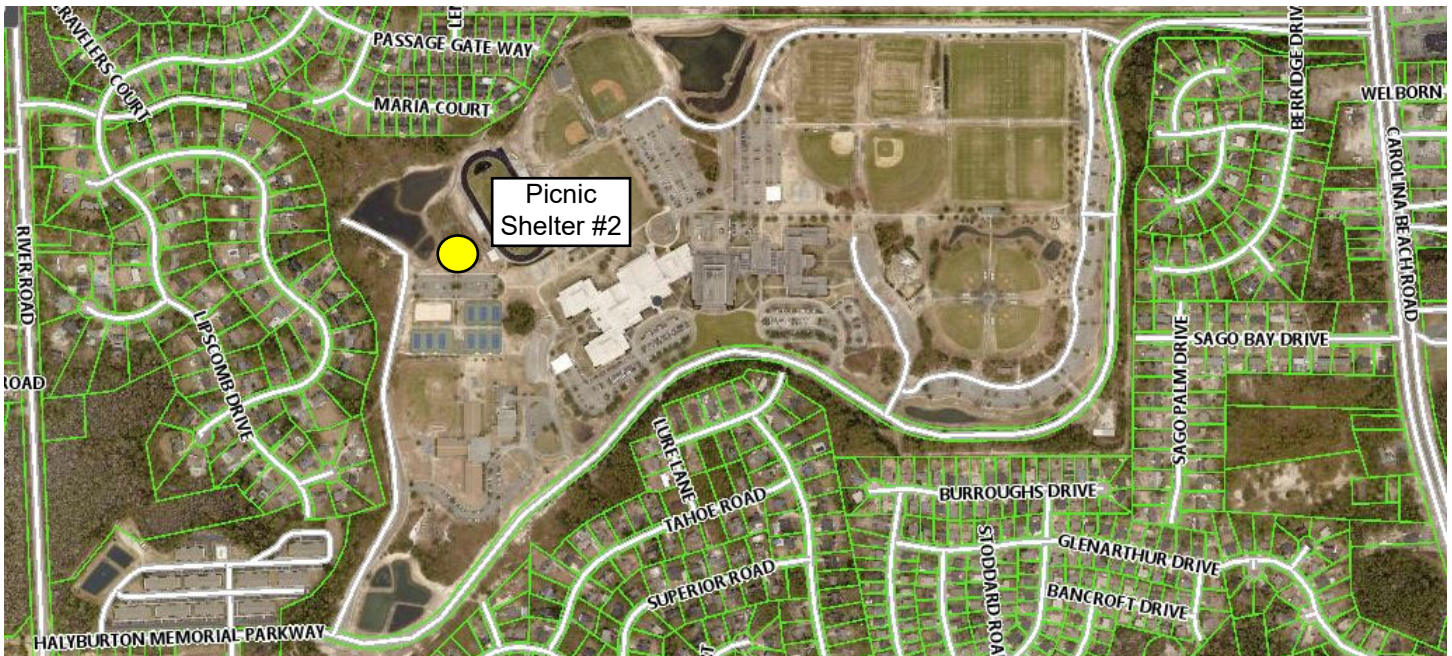 TRAVELERS COURT
PASSAGE GATE WAY
MARIA COURT
BERRIDGE DRIV
WELBORN
CAROLINA BEACH ROAD
Picnic
Shelter #2
RIVER ROAD
ROAD
LIPSCOMB DRIVE
SAGO BAY DRIVE
SAGO PALM DRIVE
LURE LANE
TAHOE ROAD
SUPERIOR ROAD
BURROUGHS DRIVE
STODDARD ROA
GLENARTHUR DRIVE
BANCROFT DRIVE
HALYBURTON MEMORIAL PARKWAY